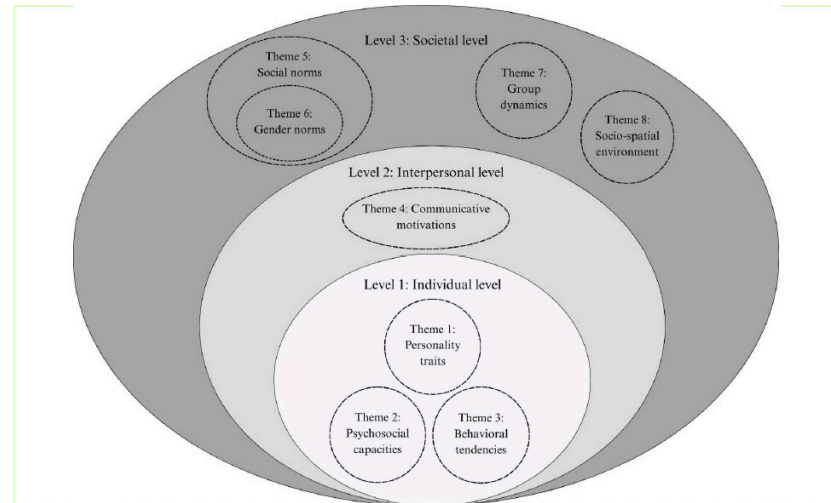 Level 3: Societal level
Theme 5:
Social norms
Theme 6:
Gender norms
Theme 7:
Group
dynamics
Theme 8:
Socio-spatial
environment
Level 2: Interpersonal level
Theme 4: Communicative
motivations
Level 1: Individual level
Theme 1:
Personality
traits
Theme 2:
Psychosocial
capacities
Theme 3:
Behavioral
tendencies